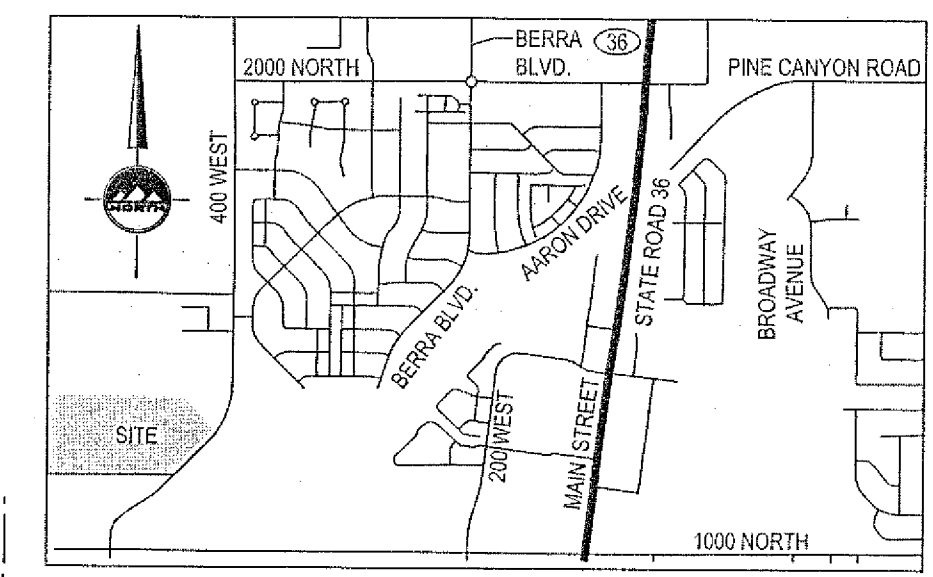 BERRA
BLVD.
36
2000 NORTH
PINE CANYON ROAD
400 WEST
NORTH
AARON DRIVE
STATE ROAD 36
BROADWAY
AVENUE
BERRA BLVD.
SITE
200 WEST
MAIN STREET
1000 NORTH